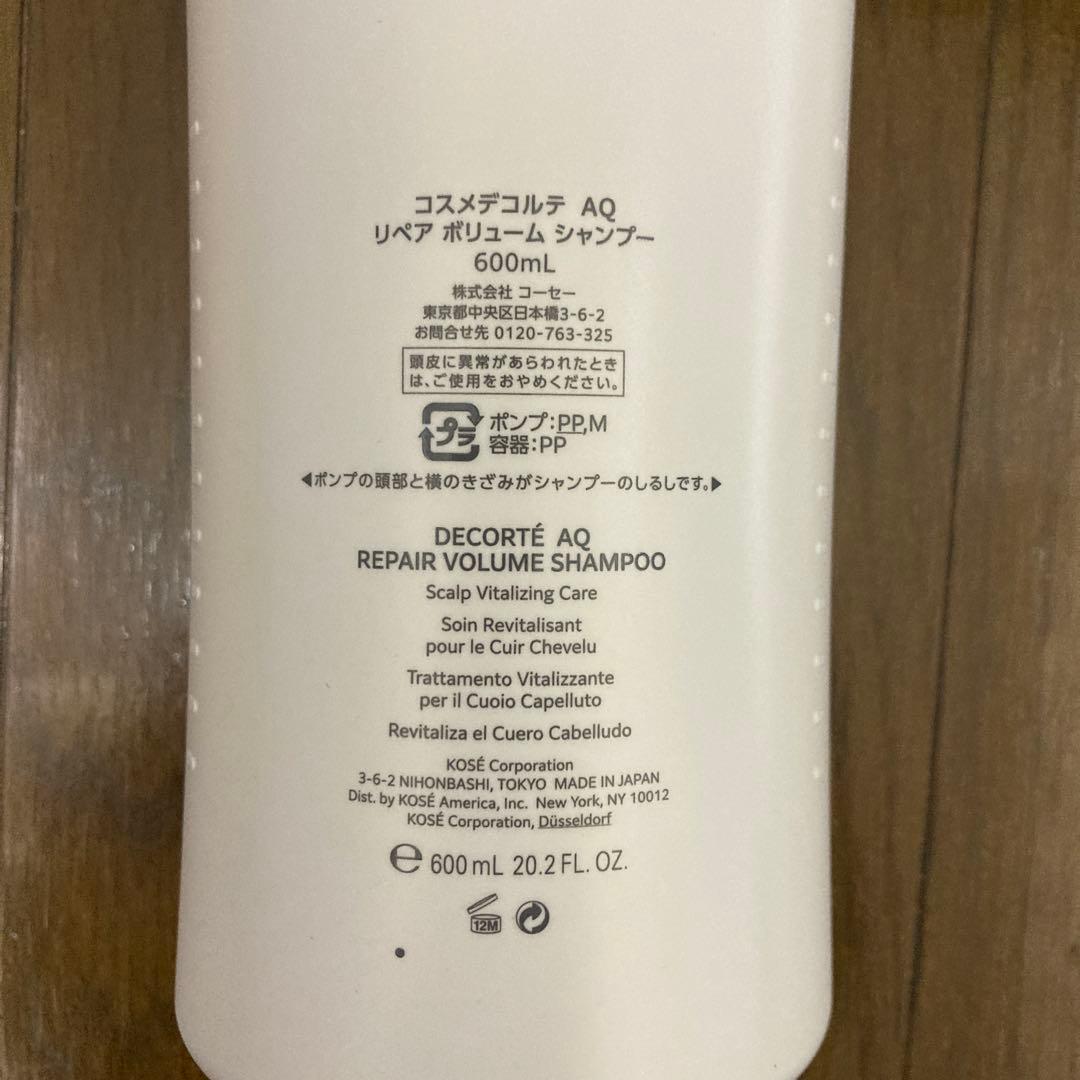 コスメデコルテ AQ
リペア ボリューム シャンプー
600mL
株式会社 コーセー
東京都中央区日本橋3-6-2
お問合せ先 0120-763-325
頭皮に異常があらわれたとき
は、ご使用をおやめください。
プラ ポンプ:PP,M
容器:PP
◀ポンプの頭部と横のきざみがシャンプーのしるしです。▶
DECORTÉ AQ
REPAIR VOLUME SHAMPOO
Scalp Vitalizing Care
Soin Revitalisant
pour le Cuir Chevelu
Trattamento Vitalizzante
per il Cuoio Capelluto
Revitaliza el Cuero Cabelludo
KOSÉ Corporation
3-6-2 NIHONBASHI, TOKYO MADE IN JAPAN
Dist. by KOSÉ America, Inc. New York, NY 10012
KOSÉ Corporation, Düsseldorf
℮ 600 mL 20.2 FL. OZ.
12M